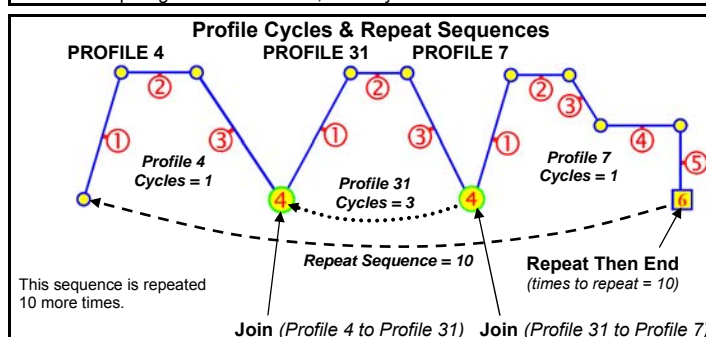 Profile Cycles & Repeat Sequences
PROFILE 4 PROFILE 31 PROFILE 7
② ② ②
③
① ③ ① ③ ① ④
Profile 4
Cycles = 1
Profile 31
Cycles = 3
Profile 7
Cycles = 1
⑤
4 4 6
Repeat Sequence = 10
Repeat Then End
(times to repeat = 10)
This sequence is repeated
10 more times.
Join (Profile 4 to Profile 31) Join (Profile 31 to Profile 7)